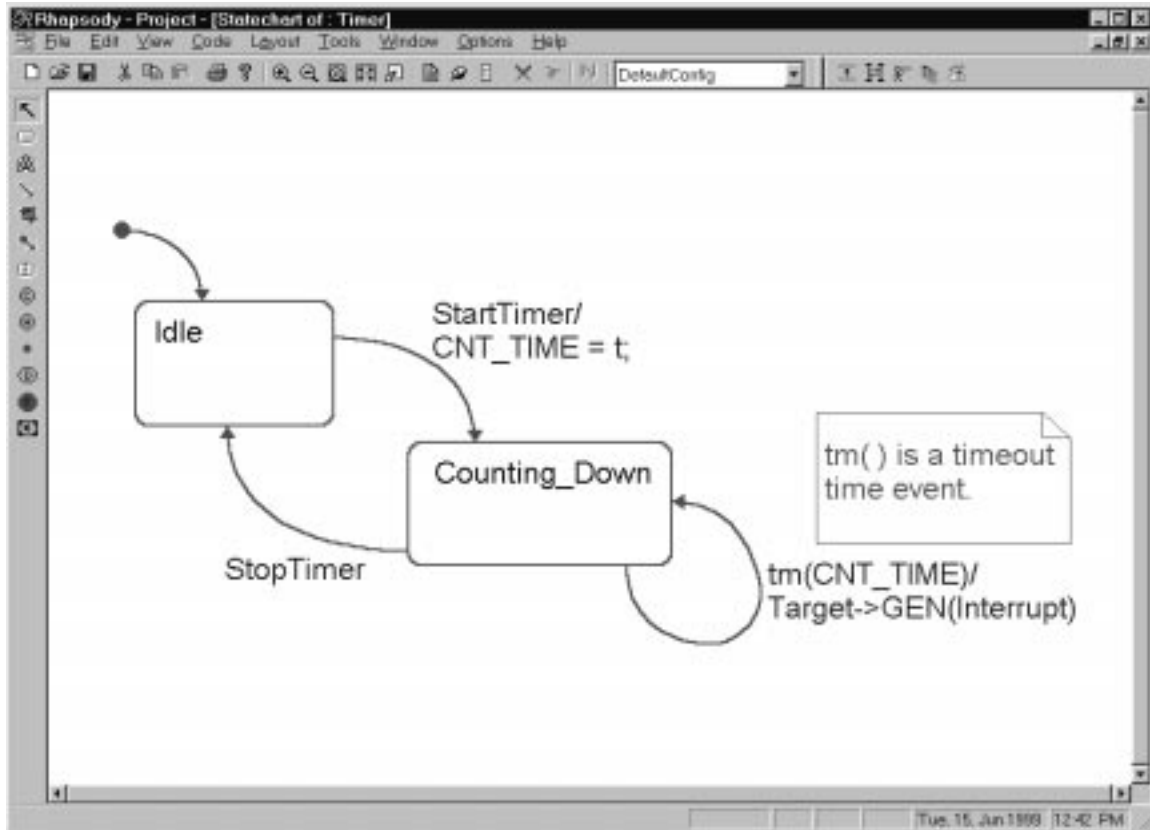 Rhapsody - Project - [Statechart of : Timer]
File Edit View Code Layout Tools Window Options Help
DefaultConfig
Idle
StartTimer/
CNT_TIME = t;
Counting_Down
tm( ) is a timeout
time event.
StopTimer
tm(CNT_TIME)/
Target->GEN(Interrupt)
Tue, 15, Jun 1999 12:42 PM